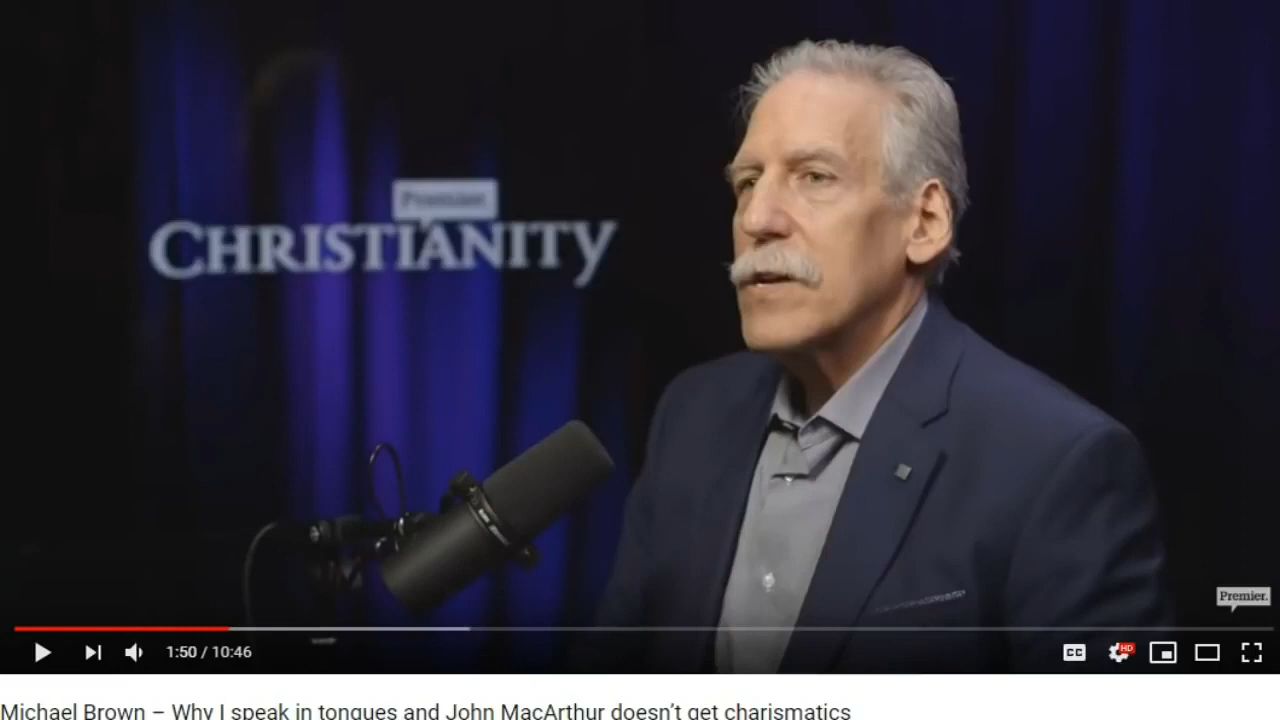 Premier.
CHRISTIANITY
Premier.
1:50 / 10:46
CC
HD
Michael Brown – Why I speak in tongues and John MacArthur doesn't get charismatics